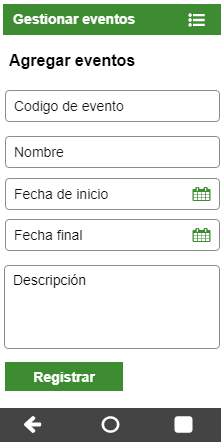 Gestionar eventos
Agregar eventos
Codigo de evento
Nombre
Fecha de inicio
Fecha final
Descripción
Registrar